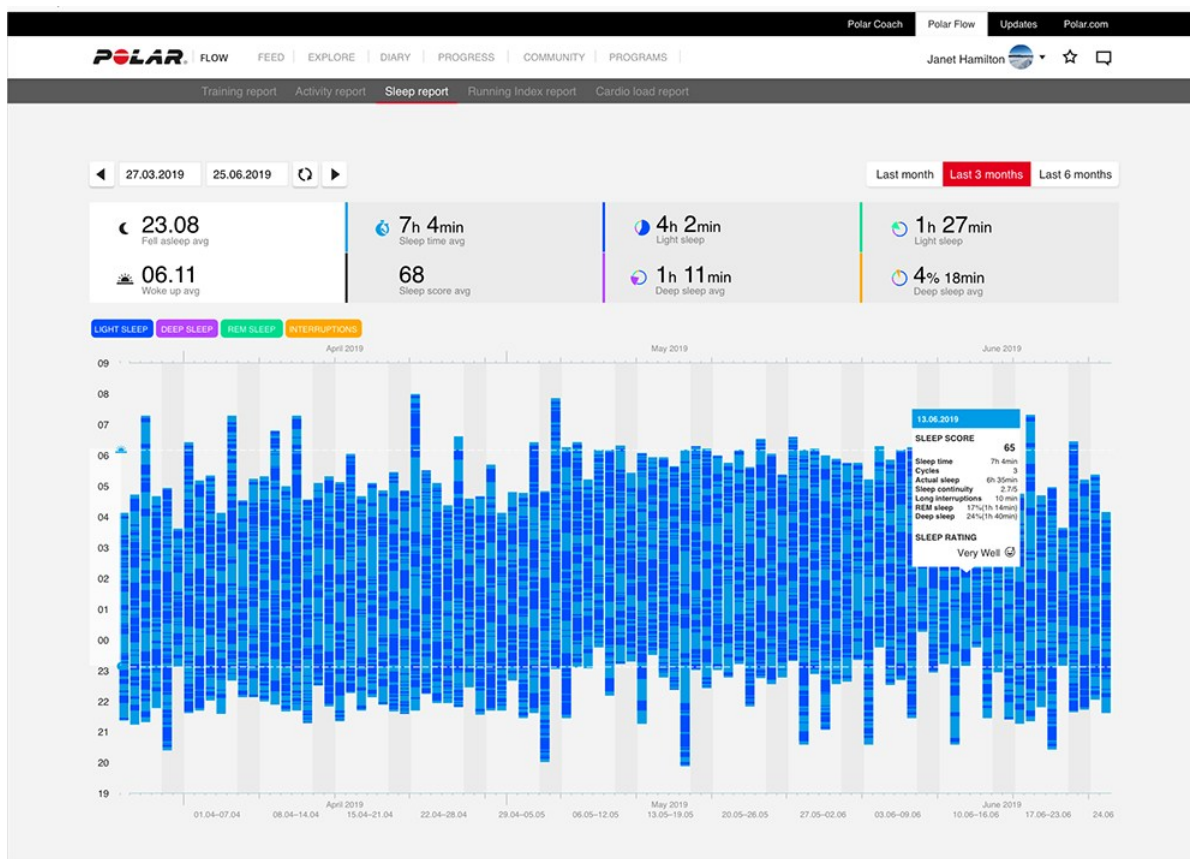 Polar Coach Polar Flow Updates Polar.com
POLAR. FLOW FEED EXPLORE DIARY PROGRESS COMMUNITY PROGRAMS Janet Hamilton
Training report Activity report Sleep report Running Index report Cardio load report
27.03.2019 25.06.2019 Last month Last 3 months Last 6 months
23.08 7h 4min 4h 2min 1h 27min
Fell asleep avg Sleep time avg Light sleep Light sleep
06.11 68 1h 11min 4% 18min
Woke up avg Sleep score avg Deep sleep avg Deep sleep avg
LIGHT SLEEP DEEP SLEEP REM SLEEP INTERRUPTIONS
April 2019 May 2019 June 2019
09
08
07
06
05
04
03
02
01
00
23
22
21
20
19
13.06.2019
SLEEP SCORE
65
Sleep time 7h 4min
Cycles 3
Actual sleep 6h 35min
Sleep continuity 2.7/5
Long interruptions 10 min
REM sleep 17%(1h 14min)
Deep sleep 24%(1h 40min)
SLEEP RATING
Very Well
April 2019 May 2019 June 2019
01.04–07.04 08.04–14.04 15.04–21.04 22.04–28.04 29.04–05.05 06.05–12.05 13.05–19.05 20.05–26.05 27.05–02.06 03.06–09.06 10.06–16.06 17.06–23.06 24.06